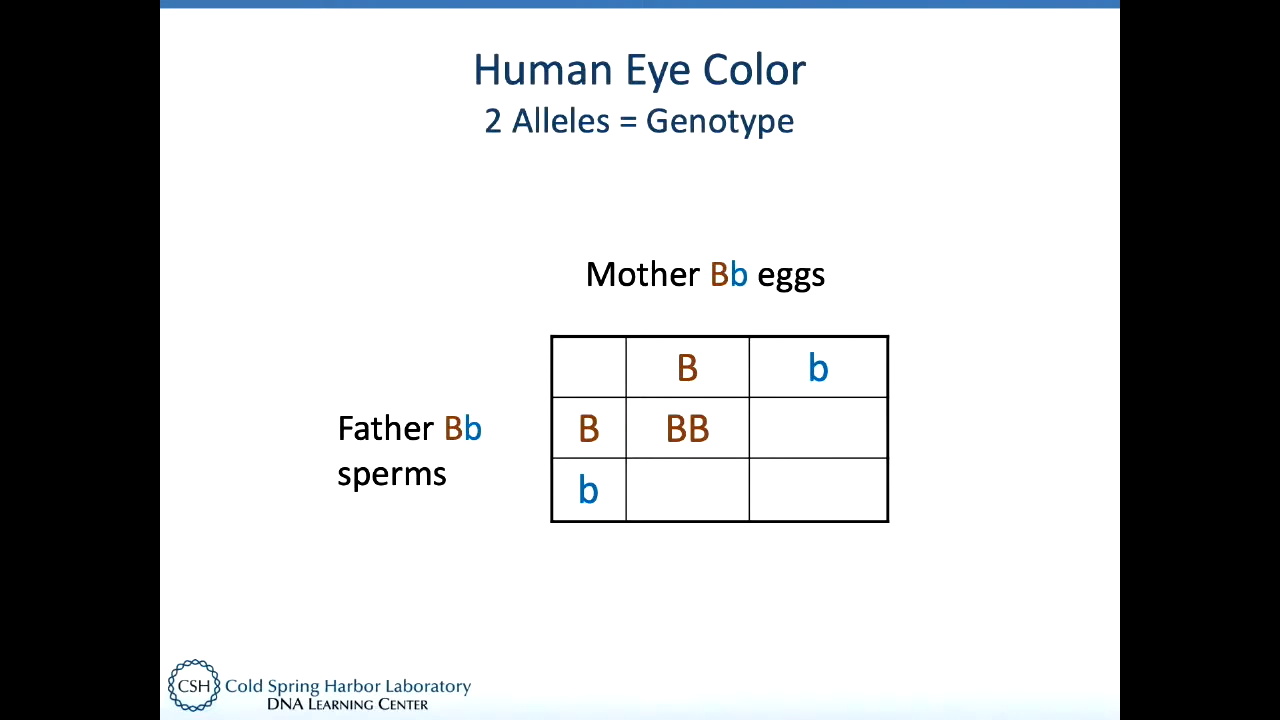 Human Eye Color
2 Alleles = Genotype
Mother Bb eggs
B b
Father Bb
sperms
B BB
b
CSH
Cold Spring Harbor Laboratory
DNA LEARNING CENTER